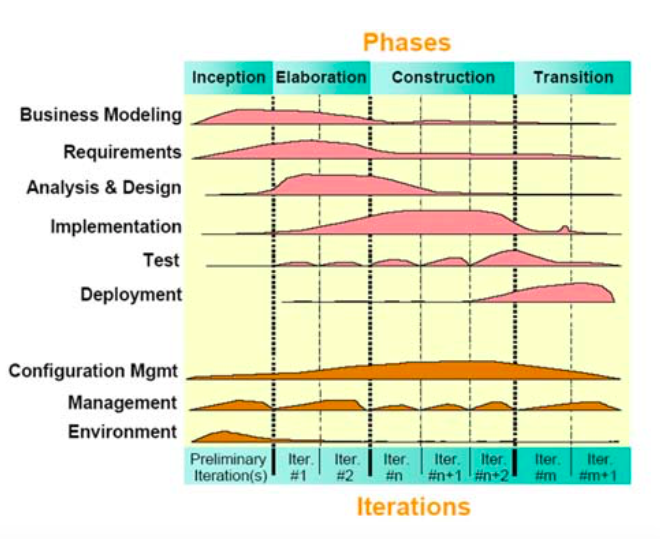 Phases
Inception Elaboration Construction Transition
Business Modeling
Requirements
Analysis & Design
Implementation
Test
Deployment
Configuration Mgmt
Management
Environment
Preliminary Iter. Iter. Iter. Iter. Iter. Iter. Iter.
Iteration(s) #1 #2 #n #n+1 #n+2 #m #m+1
Iterations